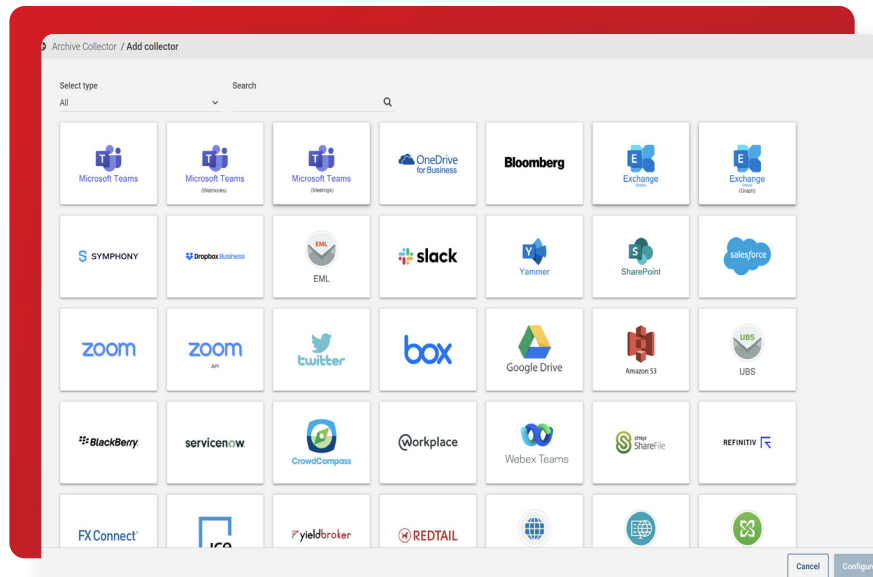 Archive Collector / Add collector
Select type
Search
All
T
Microsoft Teams
T
Microsoft Teams
(Webhooks)
T
Microsoft Teams
(Meetings)
OneDrive
for Business
Bloomberg
E
Exchange
Online
E
Exchange
Online
(Graph)
S SYMPHONY
Dropbox Business
EML
EML
slack
Y
Yammer
S
SharePoint
salesforce
zoom
zoom
API
twitter
box
Google Drive
Amazon S3
UBS
UBS
BlackBerry
servicenow
CrowdCompass
workplace
Webex Teams
S
citrix
ShareFile
REFINITIV
FX Connect
ice
yieldbroker
REDTAIL
Cancel
Configure